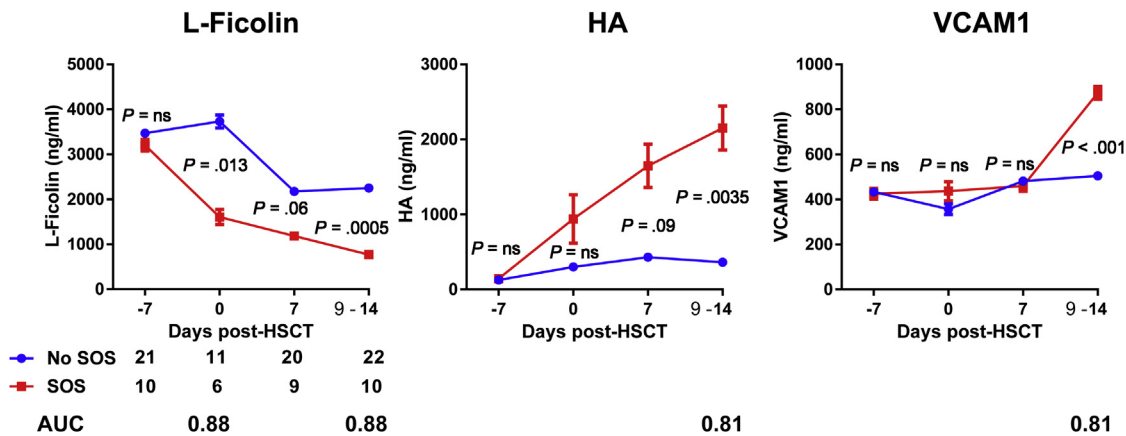 L-Ficolin
HA
VCAM1
L-Ficolin (ng/ml)
5000
4000
3000
2000
1000
0
P = ns
P = .013
P = .06
P = .0005
-7
0
7
9 - 14
Days post-HSCT
HA (ng/ml)
3000
2000
1000
0
P = ns
P = ns
P = .09
P = .0035
-7
0
7
9 - 14
Days post-HSCT
VCAM1 (ng/ml)
1000
800
600
400
200
0
P = ns
P = ns
P = ns
P < .001
-7
0
7
9 - 14
Days post-HSCT
No SOS 21 11 20 22
SOS 10 6 9 10
AUC 0.88 0.88 0.81 0.81